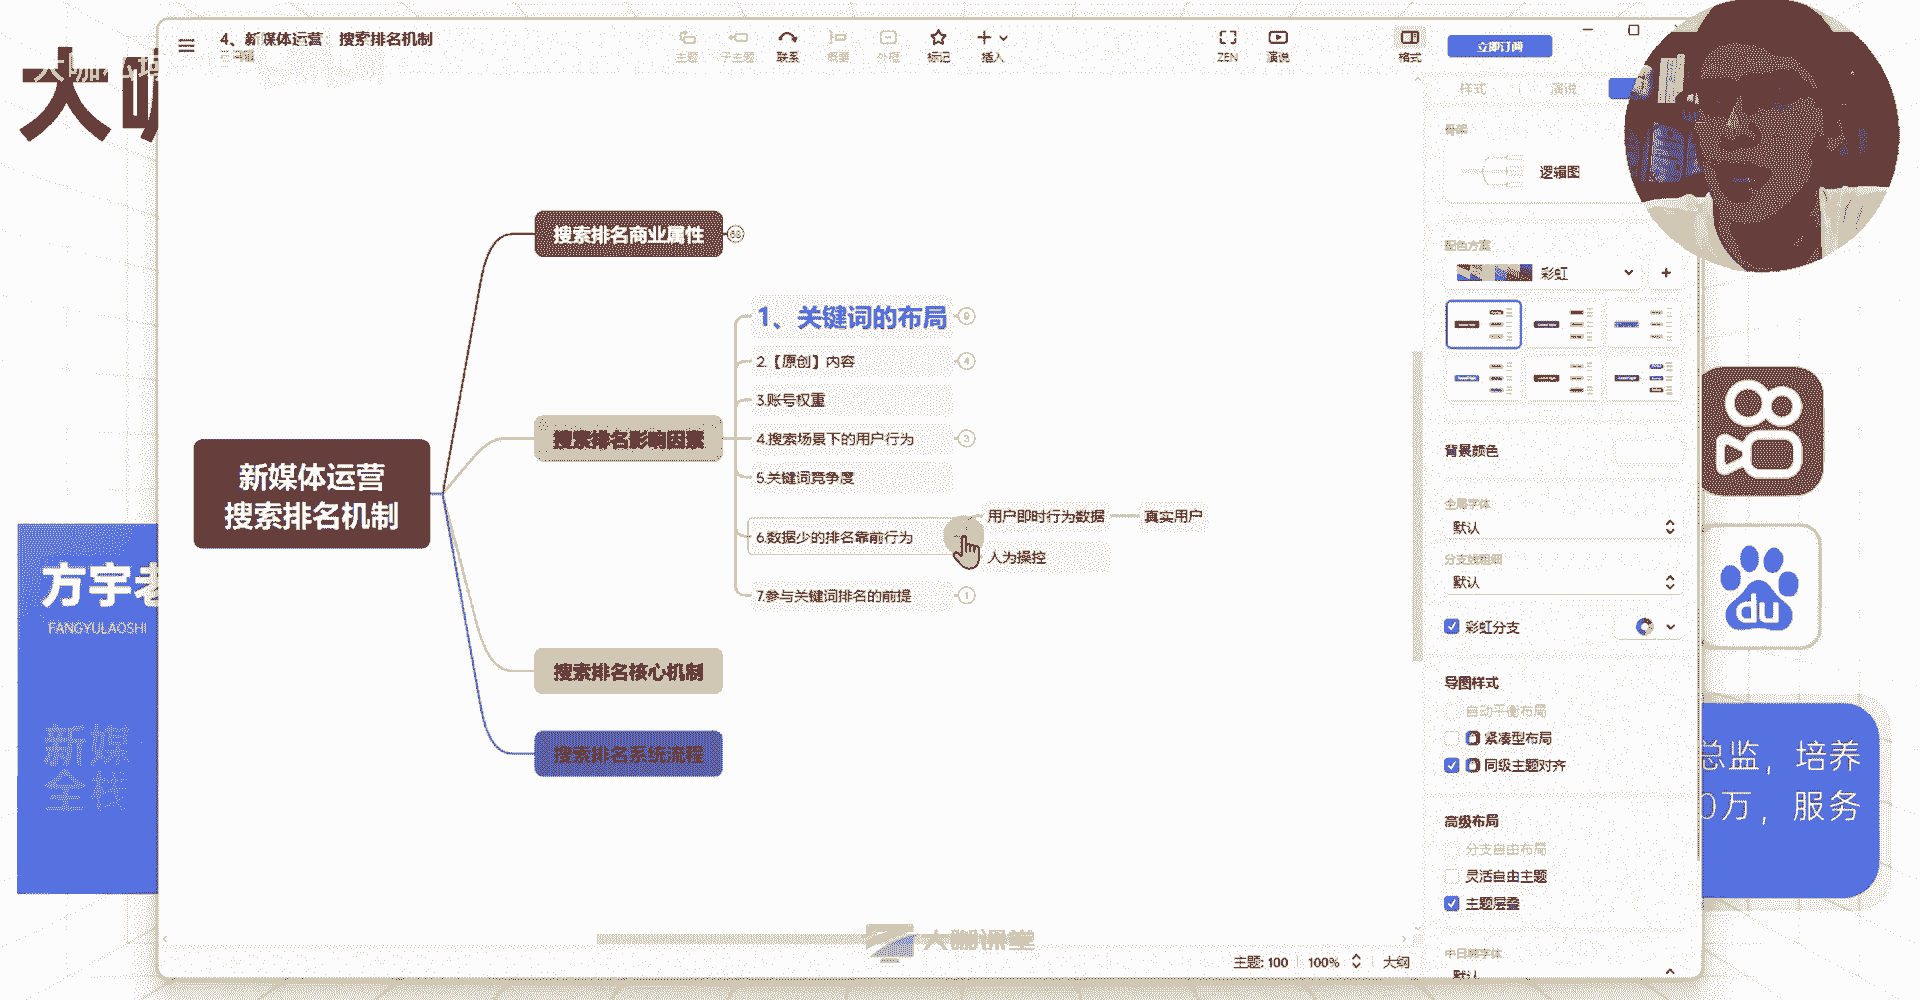 4、新媒体运营 搜索排名机制
已编辑
主题
子主题
联系
概要
外框
标记
插入
ZEN
演说
格式
立即订阅
样式
演说
骨架
逻辑图
配色方案
彩虹
背景颜色
全局字体
默认
分支线粗细
默认
彩虹分支
导图样式
自动平衡布局
紧凑型布局
同级主题对齐
高级布局
分支自由布局
灵活自由主题
主题层叠
中日韩字体
默认
新媒体运营
搜索排名机制
搜索排名商业属性
搜索排名影响因素
1、关键词的布局
9
2.【原创】内容
4
3.账号权重
4.搜索场景下的用户行为
3
5.关键词竞争度
6.数据少的排名靠前行为
用户即时行为数据
真实用户
人为操控
7.参与关键词排名的前提
1
搜索排名核心机制
搜索排名系统流程
主题: 100
100%
大纲
大咖课堂
方宇老
FANGYULAOSHI
新媒
全栈
du
总监，培养
0万，服务